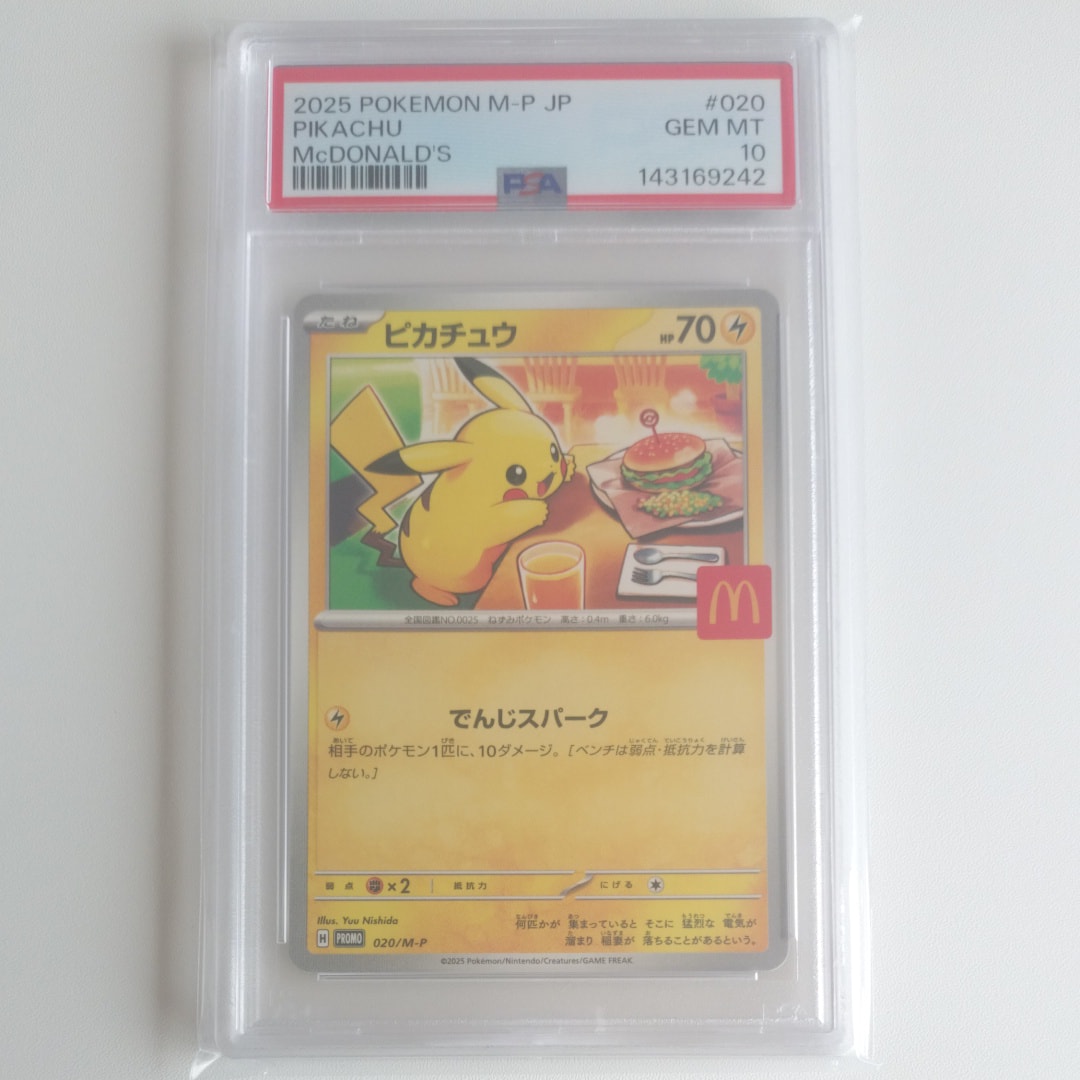 2025 POKEMON M-P JP #020
PIKACHU GEM MT
McDONALD'S 10
PSA 143169242
たね ピカチュウ HP70
全国図鑑NO.0025 ねずみポケモン 高さ:0.4m 重さ:6.0kg
でんじスパーク
相手のポケモン1匹に、10ダメージ。[ベンチは弱点・抵抗力を計算
しない。]
弱点 ×2 抵抗力 にげる
Illus. Yuu Nishida
何匹かが 集まっていると そこに 猛烈な 電気が
溜まり 稲妻が 落ちることがあるという。
H PROMO 020/M-P
©2025 Pokémon/Nintendo/Creatures/GAME FREAK